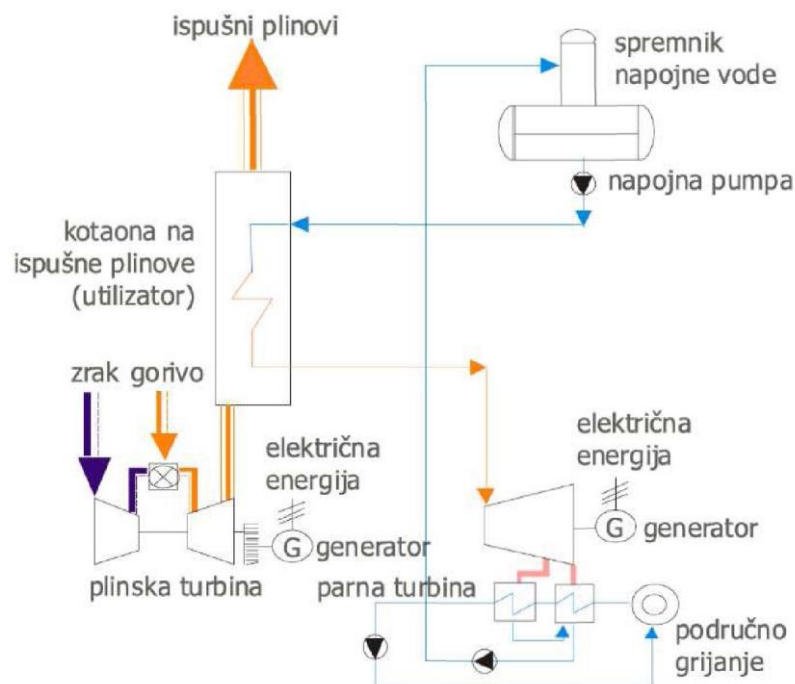 ispušni plinovi
spremnik
napojne vode
napojna pumpa
kotaona na
ispušne plinove
(utilizator)
zrak gorivo
električna
energija
G generator
plinska turbina
električna
energija
G generator
parna turbina
područno
grijanje